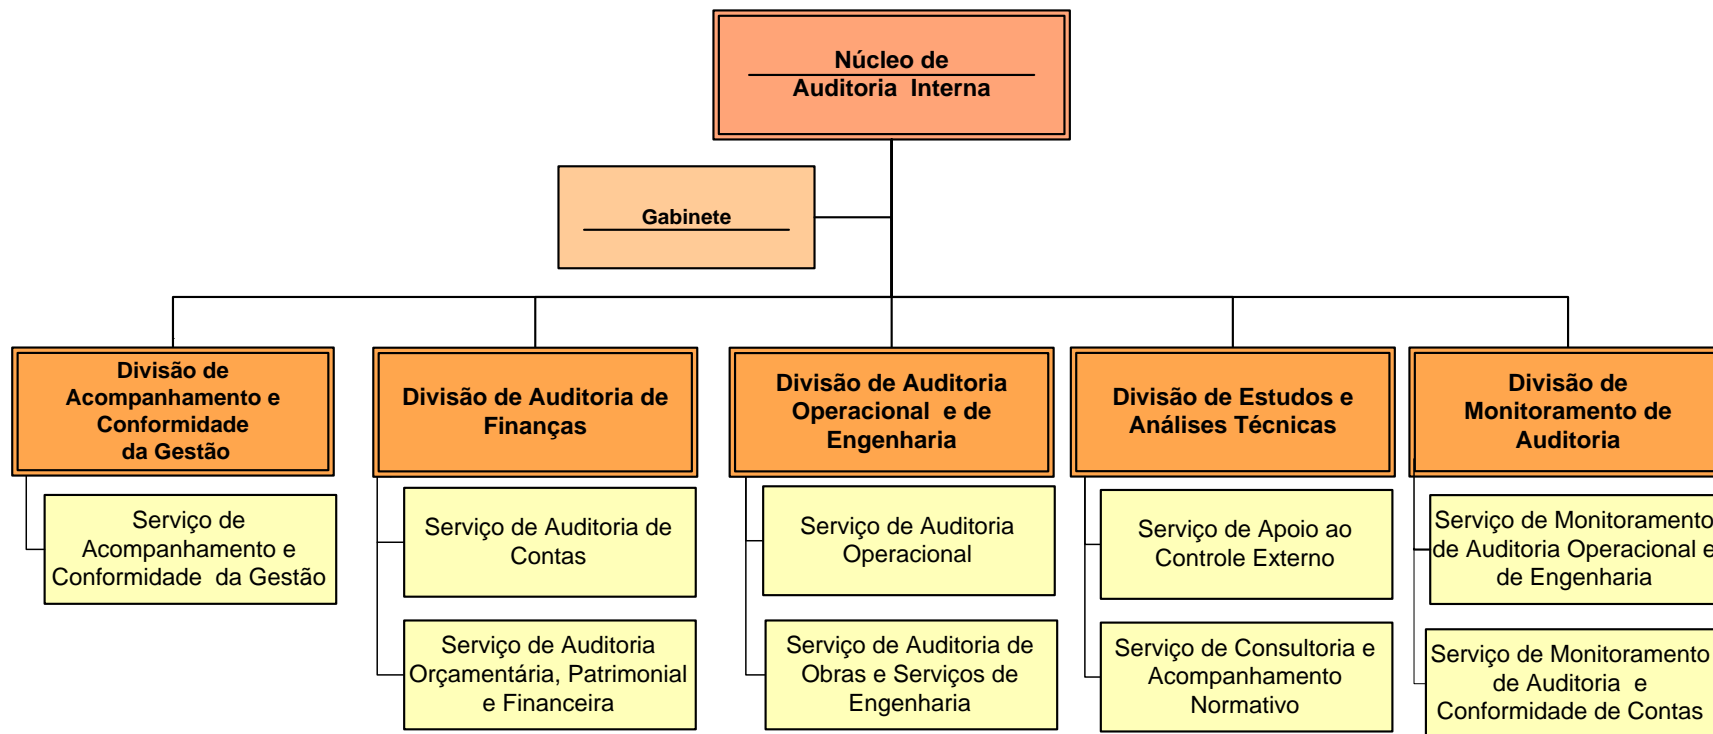 Núcleo de
Auditoria Interna
Gabinete
Divisão de
Acompanhamento e
Conformidade
da Gestão
Divisão de Auditoria de
Finanças
Divisão de Auditoria
Operacional e de
Engenharia
Divisão de Estudos e
Análises Técnicas
Divisão de
Monitoramento de
Auditoria
Serviço de
Acompanhamento e
Conformidade da Gestão
Serviço de Auditoria de
Contas
Serviço de Auditoria
Operacional
Serviço de Apoio ao
Controle Externo
Serviço de Monitoramento
de Auditoria Operacional e
de Engenharia
Serviço de Auditoria
Orçamentária, Patrimonial
e Financeira
Serviço de Auditoria de
Obras e Serviços de
Engenharia
Serviço de Consultoria e
Acompanhamento
Normativo
Serviço de Monitoramento
de Auditoria e
Conformidade de Contas